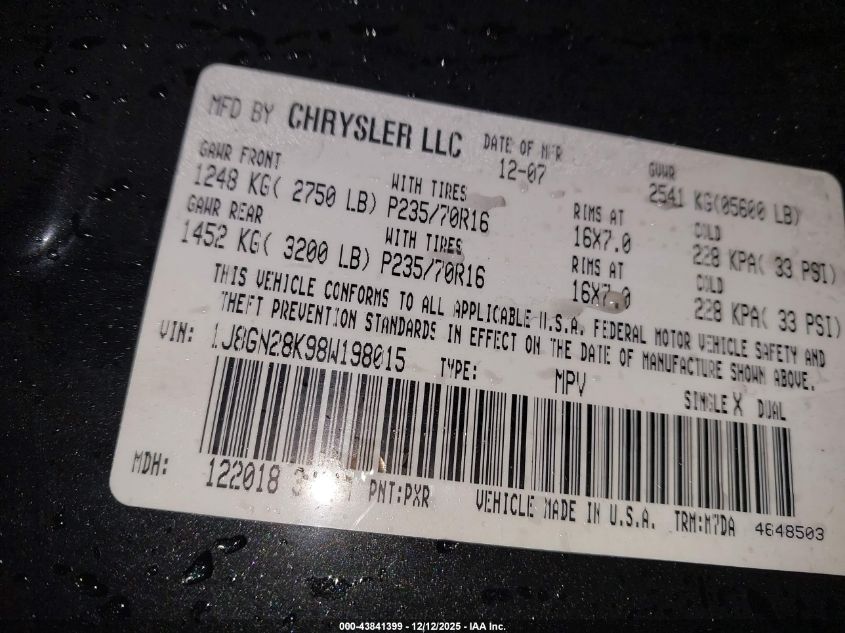 MFD BY CHRYSLER LLC DATE OF MFR 12-07 GVWR
GAWR FRONT WITH TIRES RIMS AT COLD 2541 KG(05600 LB)
1248 KG( 2750 LB) P235/70R16 16X7.0 228 KPA( 33 PSI)
GAWR REAR WITH TIRES RIMS AT COLD
1452 KG( 3200 LB) P235/70R16 16X7.0 228 KPA( 33 PSI)
THIS VEHICLE CONFORMS TO ALL APPLICABLE U.S.A. FEDERAL MOTOR VEHICLE SAFETY AND
THEFT PREVENTION STANDARDS IN EFFECT ON THE DATE OF MANUFACTURE SHOWN ABOVE.
VIN: 1J8GN28K98W198015 TYPE: MPV SINGLE X DUAL
MDH: 122018 PNT:PXR VEHICLE MADE IN U.S.A. TRM:M7DA 4648503
000-43841399 • 12/12/2025 - IAA Inc.